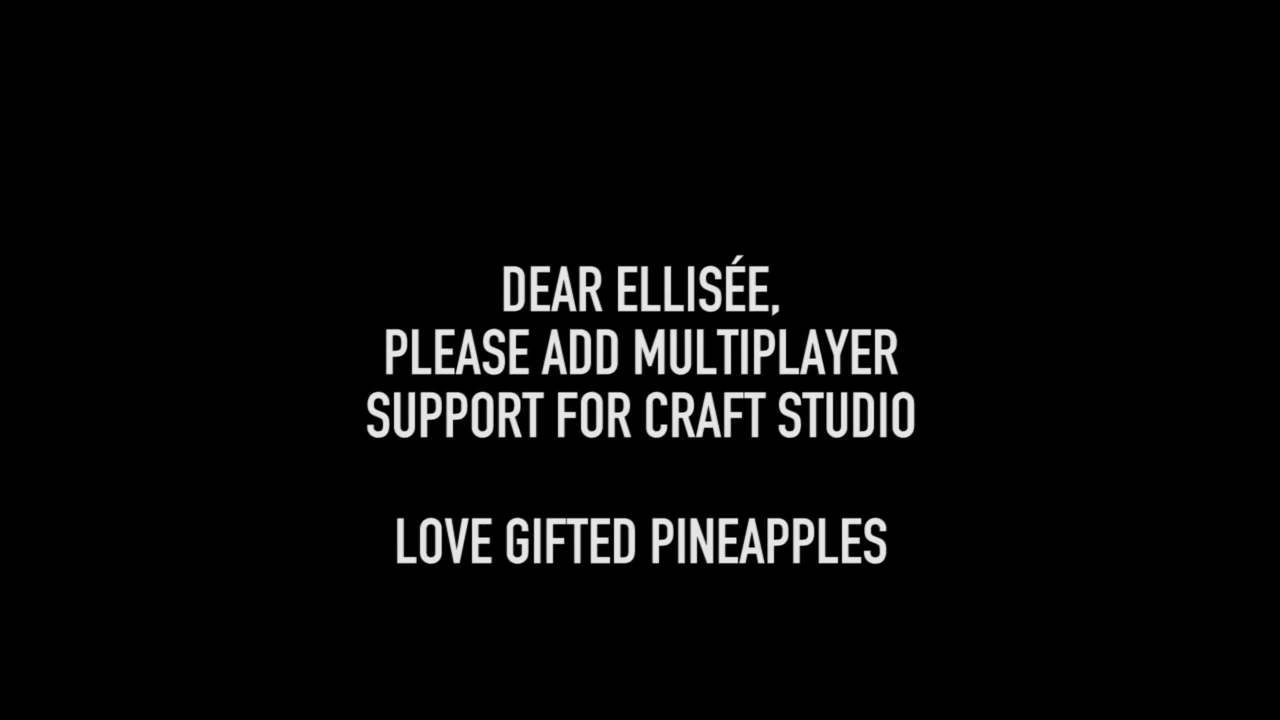 DEAR ELLISÉE,
PLEASE ADD MULTIPLAYER
SUPPORT FOR CRAFT STUDIO
LOVE GIFTED PINEAPPLES